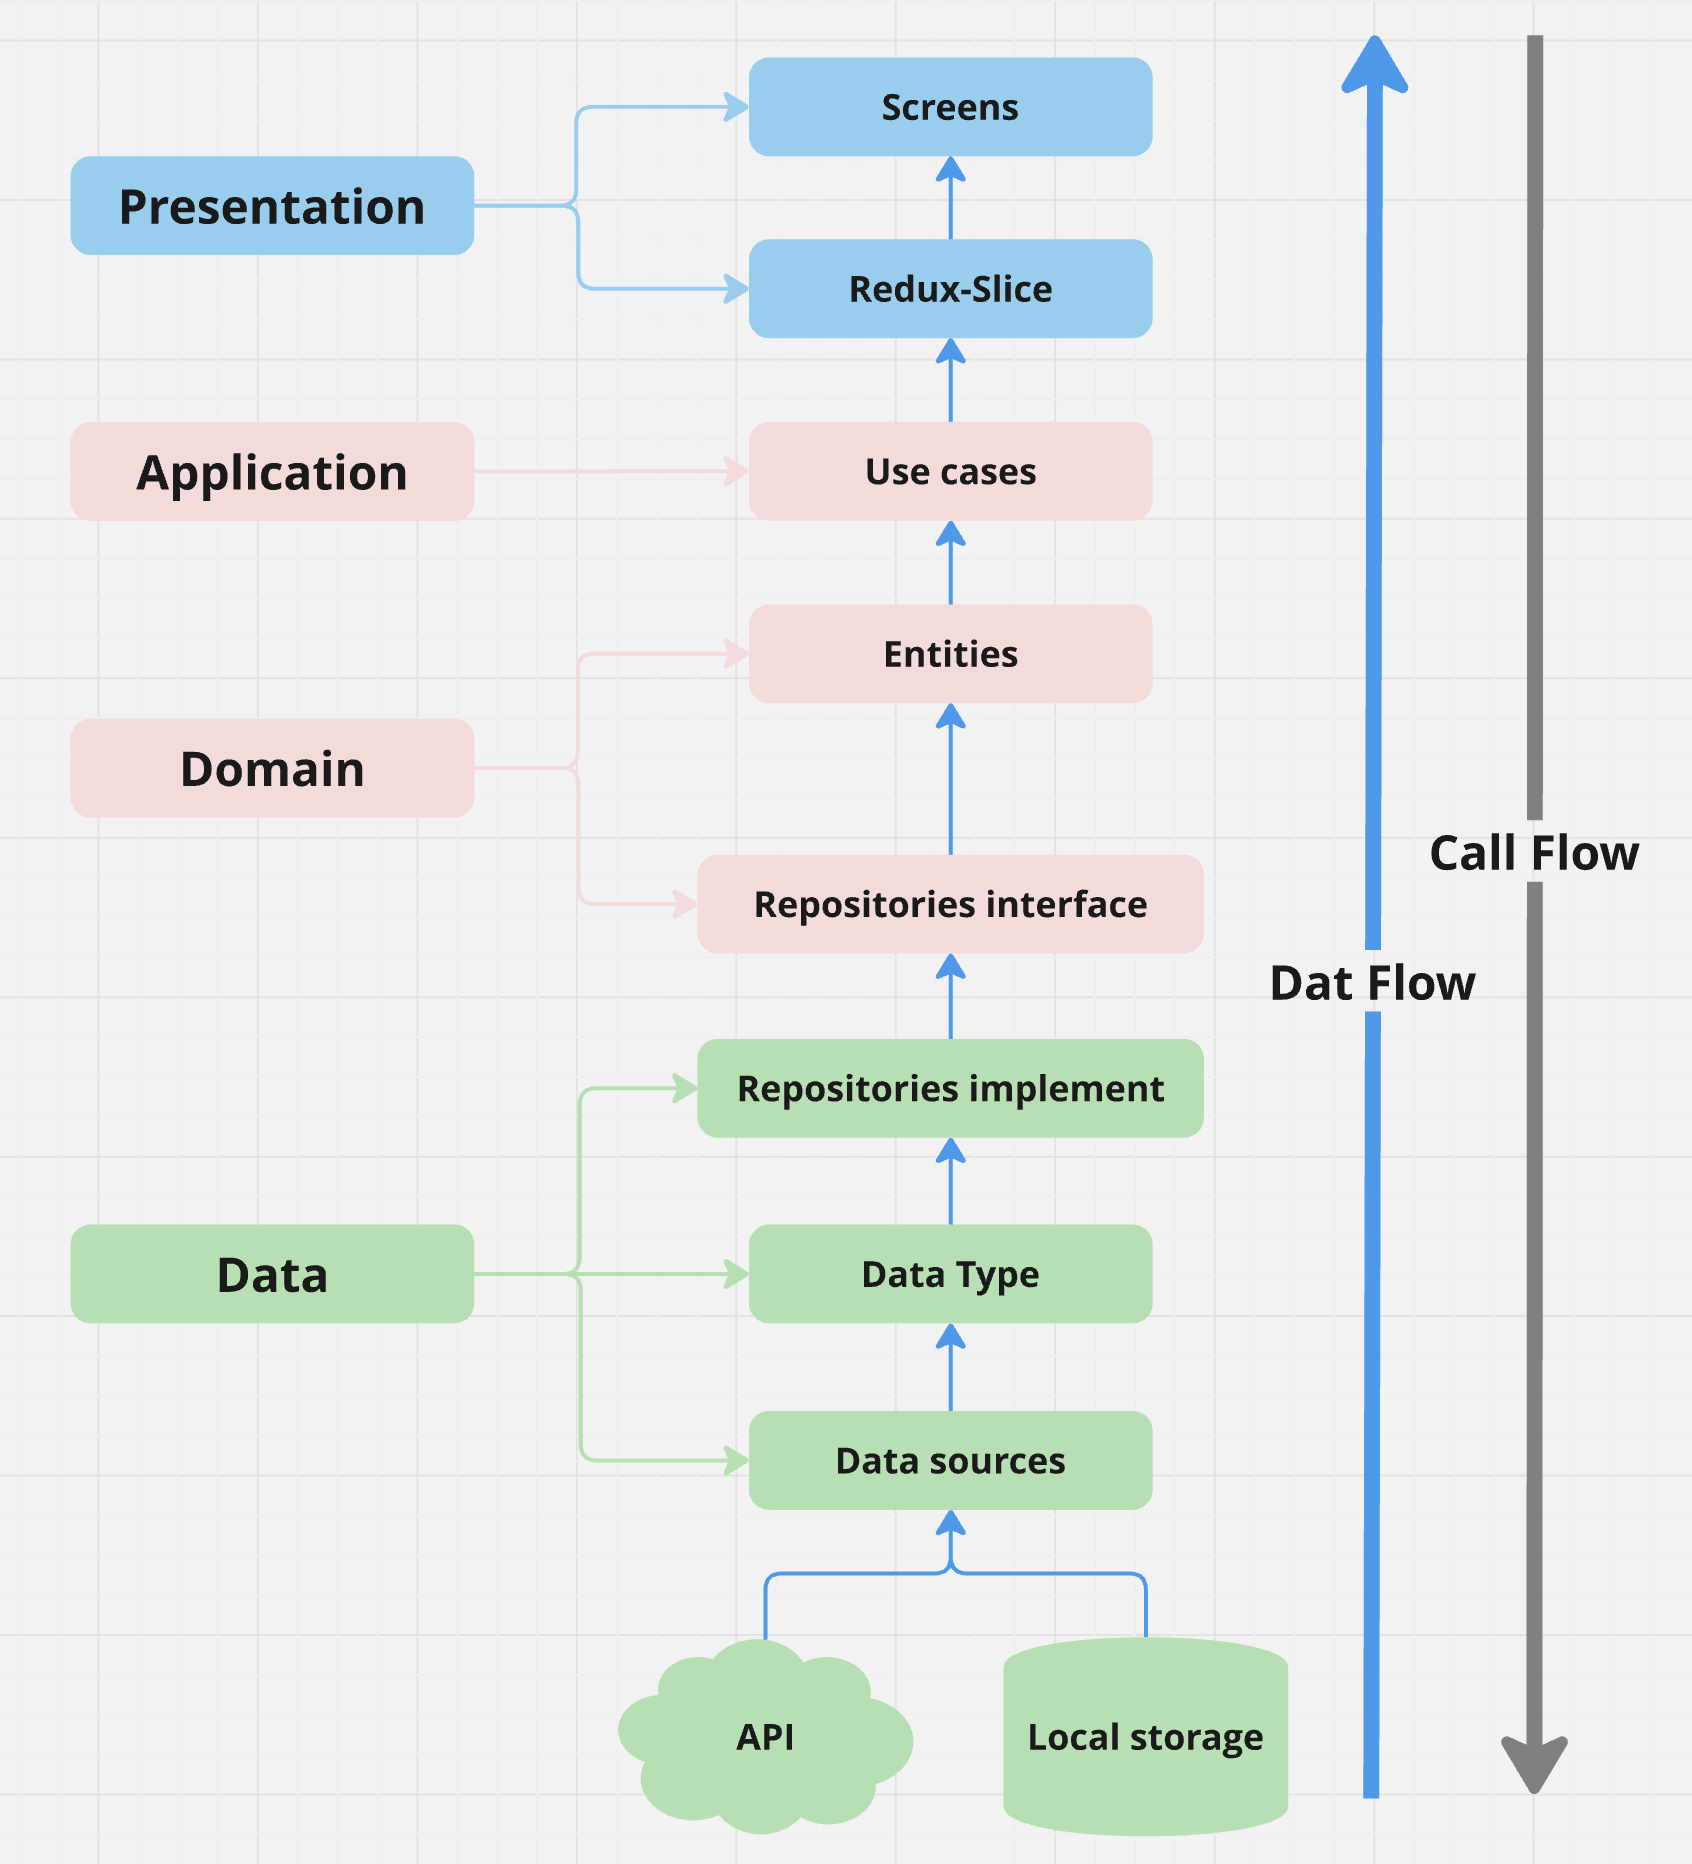 Screens
Presentation
Redux-Slice
Application
Use cases
Entities
Domain
Call Flow
Repositories interface
Dat Flow
Repositories implement
Data
Data Type
Data sources
API
Local storage